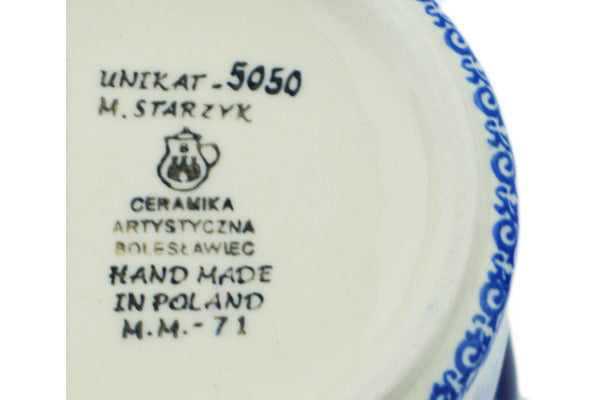 UNIKAT-5050
M. STARZYK
B
CERAMIKA
ARTYSTYCZNA
BOLESŁAWIEC
HAND MADE
IN POLAND
M.M.-71